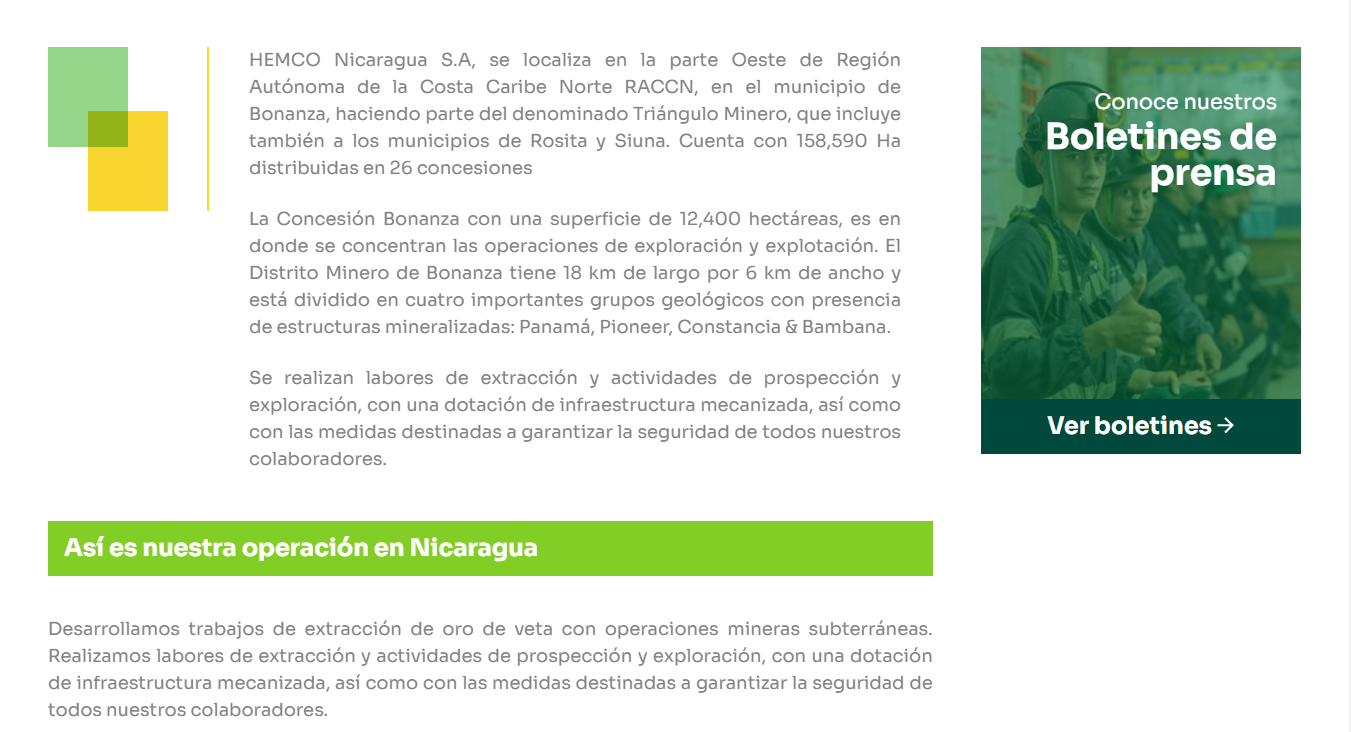 HEMCO Nicaragua S.A, se localiza en la parte Oeste de Región
Autónoma de la Costa Caribe Norte RACCN, en el municipio de
Bonanza, haciendo parte del denominado Triángulo Minero, que incluye
también a los municipios de Rosita y Siuna. Cuenta con 158,590 Ha
distribuidas en 26 concesiones
La Concesión Bonanza con una superficie de 12,400 hectáreas, es en
donde se concentran las operaciones de exploración y explotación. El
Distrito Minero de Bonanza tiene 18 km de largo por 6 km de ancho y
está dividido en cuatro importantes grupos geológicos con presencia
de estructuras mineralizadas: Panamá, Pioneer, Constancia & Bambana.
Se realizan labores de extracción y actividades de prospección y
exploración, con una dotación de infraestructura mecanizada, así como
con las medidas destinadas a garantizar la seguridad de todos nuestros
colaboradores.
Conoce nuestros
Boletines de
prensa
Ver boletines →
Así es nuestra operación en Nicaragua
Desarrollamos trabajos de extracción de oro de veta con operaciones mineras subterráneas.
Realizamos labores de extracción y actividades de prospección y exploración, con una dotación
de infraestructura mecanizada, así como con las medidas destinadas a garantizar la seguridad de
todos nuestros colaboradores.